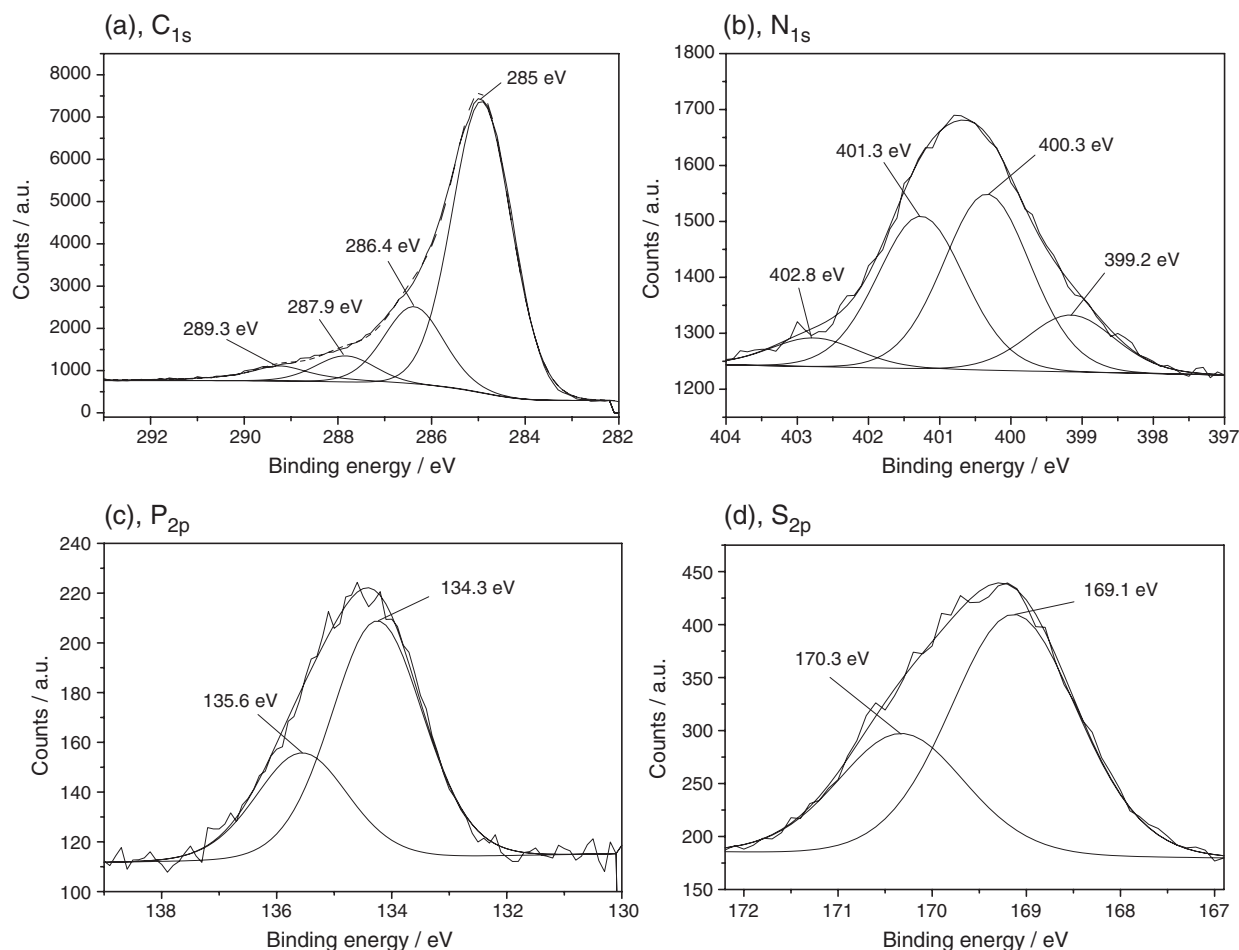 (a), C1s
8000
7000
6000
5000
4000
3000
2000
1000
0
Counts / a.u.
285 eV
286.4 eV
287.9 eV
289.3 eV
292 290 288 286 284 282
Binding energy / eV
(b), N1s
1800
1700
1600
1500
1400
1300
1200
Counts / a.u.
401.3 eV
400.3 eV
402.8 eV
399.2 eV
404 403 402 401 400 399 398 397
Binding energy / eV
(c), P2p
240
220
200
180
160
140
120
100
Counts / a.u.
134.3 eV
135.6 eV
138 136 134 132 130
Binding energy / eV
(d), S2p
450
400
350
300
250
200
150
Counts / a.u.
169.1 eV
170.3 eV
172 171 170 169 168 167
Binding energy / eV